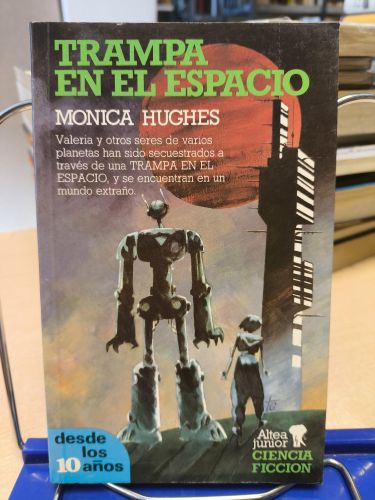 TRAMPA
EN EL ESPACIO
MONICA HUGHES
Valeria y otros seres de varios
planetas han sido secuestrados a
través de una TRAMPA EN EL
ESPACIO, y se encuentran en un
mundo extraño.
desde
los
10 años
Altea
junior
CIENCIA
FICCION